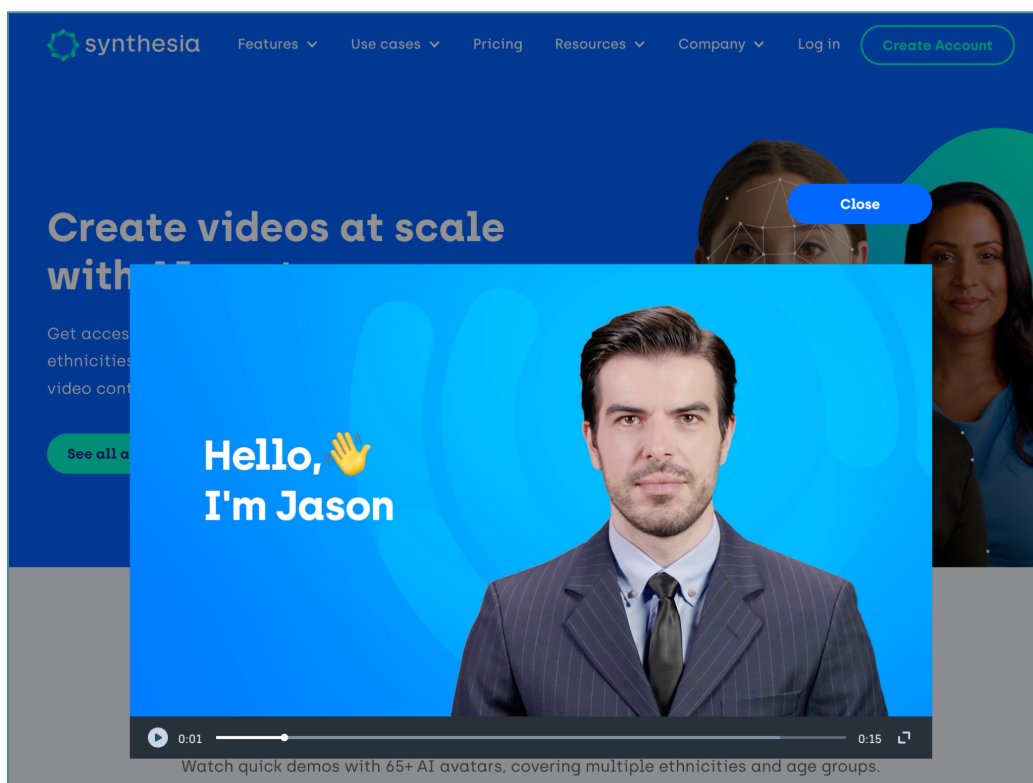 synthesia Features Use cases Pricing Resources Company Log in Create Account
Close
Create videos at scale
with
Get acces
ethnicities
video cont
See all a
Hello,👋
I'm Jason
0:01 0:15
Watch quick demos with 65+ AI avatars, covering multiple ethnicities and age groups.